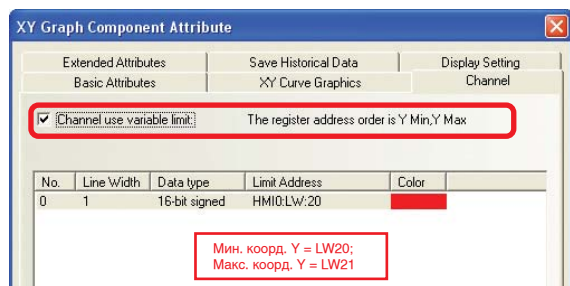 XY Graph Component Attribute
Extended Attributes Save Historical Data Display Setting
Basic Attributes XY Curve Graphics Channel
Channel use variable limit: The register address order is Y Min,Y Max
No. Line Width Data type Limit Address Color
0 1 16-bit signed HMI0:LW:20
Мин. коорд. Y = LW20;
Макс. коорд. Y = LW21